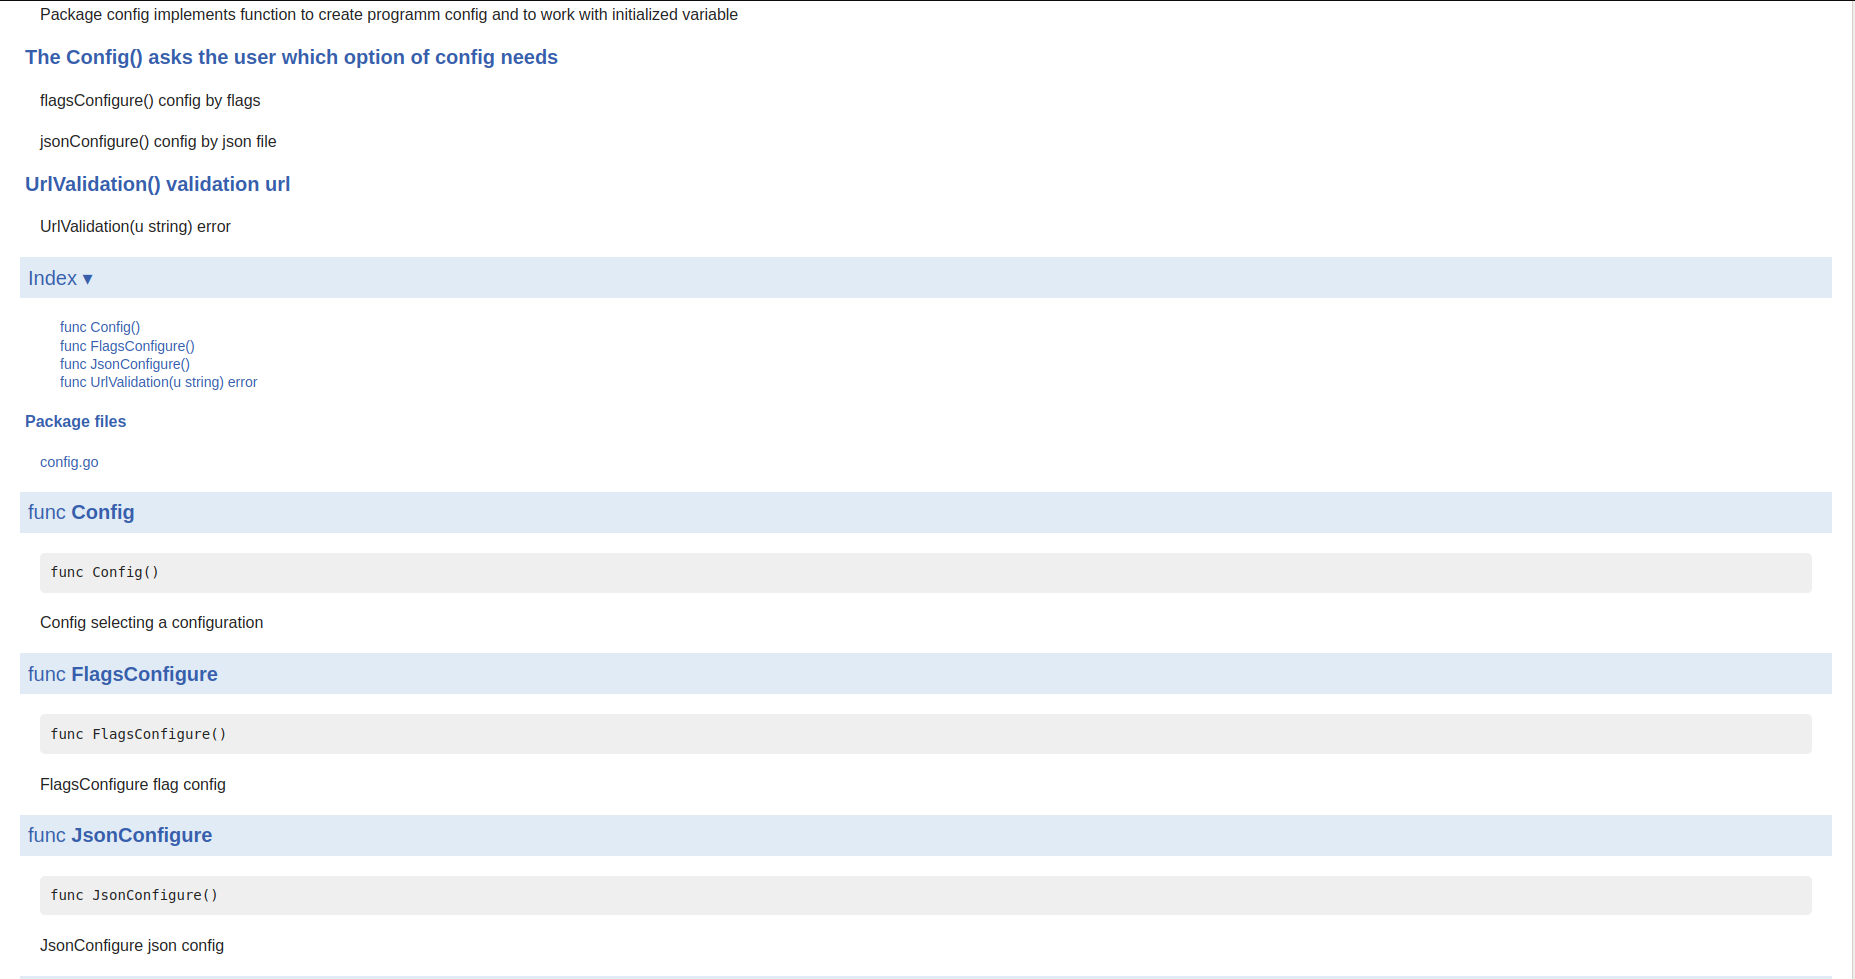 Package config implements function to create programm config and to work with initialized variable
The Config() asks the user which option of config needs
flagsConfigure() config by flags
jsonConfigure() config by json file
UrlValidation() validation url
UrlValidation(u string) error
Index ▾
func Config()
func FlagsConfigure()
func JsonConfigure()
func UrlValidation(u string) error
Package files
config.go
func Config
func Config()
Config selecting a configuration
func FlagsConfigure
func FlagsConfigure()
FlagsConfigure flag config
func JsonConfigure
func JsonConfigure()
JsonConfigure json config